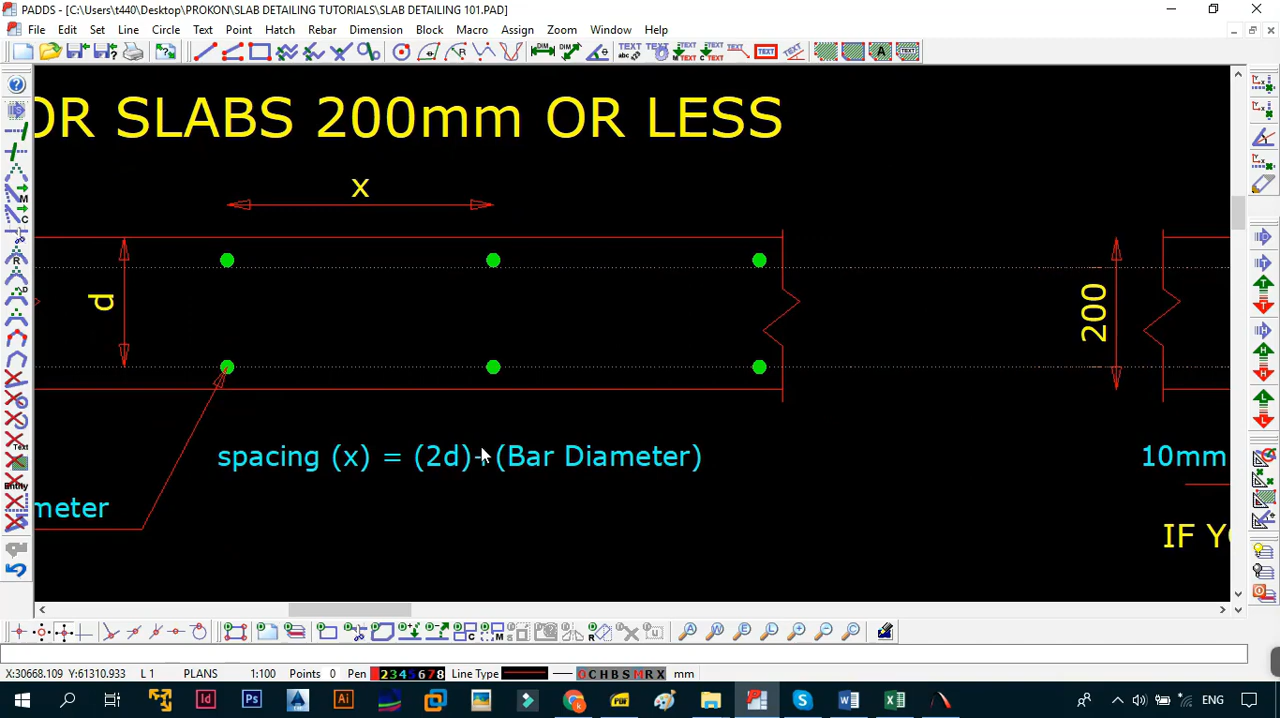 PADDS - [C:\Users\t440\Desktop\PROKON\SLAB DETAILING TUTORIALS\SLAB DETAILING 101.PAD]
File Edit Set Line Circle Text Point Hatch Rebar Dimension Block Macro Assign Zoom Window Help
OR SLABS 200mm OR LESS
x
d
200
spacing (x) = (2d)-(Bar Diameter)
10mm
meter
IF YO
X:30668.109 Y:61310.933 L 1 PLANS 1:100 Points 0 Pen 1 2 3 4 5 6 7 8 Line Type O C H B S M R X mm
ENG